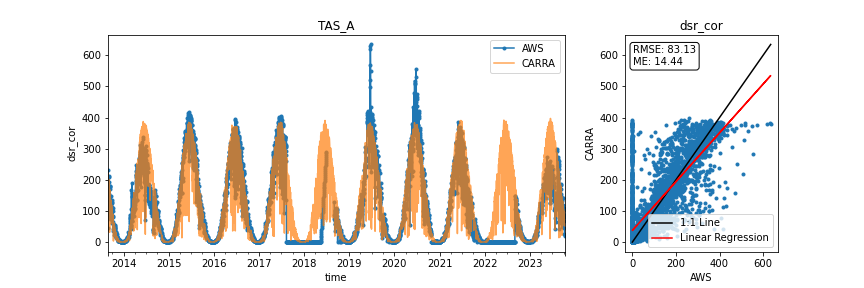 TAS_A
dsr_cor
600
500
400
300
200
100
0
AWS
CARRA
2014 2015 2016 2017 2018 2019 2020 2021 2022 2023
time
dsr_cor
CARRA
600
500
400
300
200
100
0
RMSE: 83.13
ME: 14.44
1:1 Line
Linear Regression
0 200 400 600
AWS